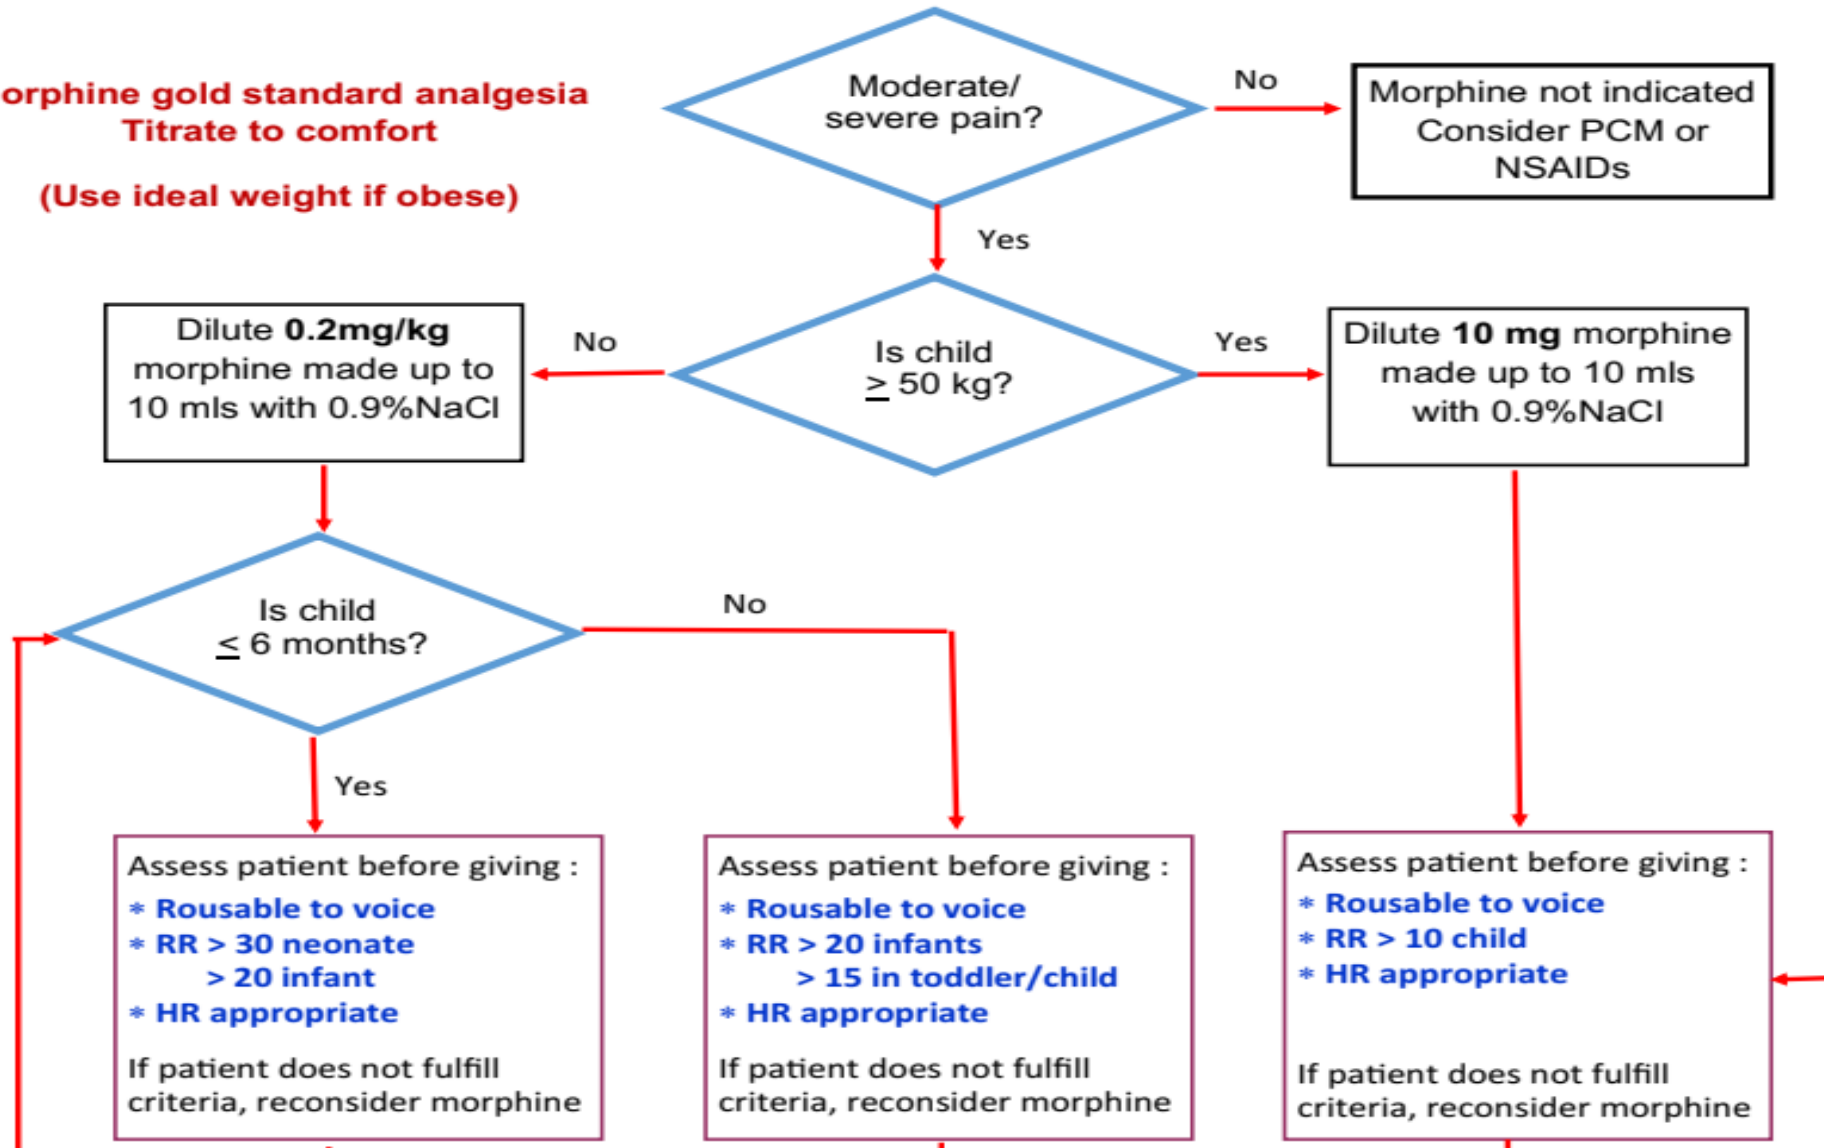 orphine gold standard analgesia
Titrate to comfort
(Use ideal weight if obese)
Moderate/
severe pain?
No
Morphine not indicated
Consider PCM or
NSAIDs
Yes
Dilute 0.2mg/kg
morphine made up to
10 mls with 0.9%NaCl
No
Is child
≥ 50 kg?
Yes
Dilute 10 mg morphine
made up to 10 mls
with 0.9%NaCl
Is child
≤ 6 months?
No
Yes
Assess patient before giving :
* Rousable to voice
* RR > 30 neonate
> 20 infant
* HR appropriate
If patient does not fulfill
criteria, reconsider morphine
Assess patient before giving :
* Rousable to voice
* RR > 20 infants
> 15 in toddler/child
* HR appropriate
If patient does not fulfill
criteria, reconsider morphine
Assess patient before giving :
* Rousable to voice
* RR > 10 child
* HR appropriate
If patient does not fulfill
criteria, reconsider morphine